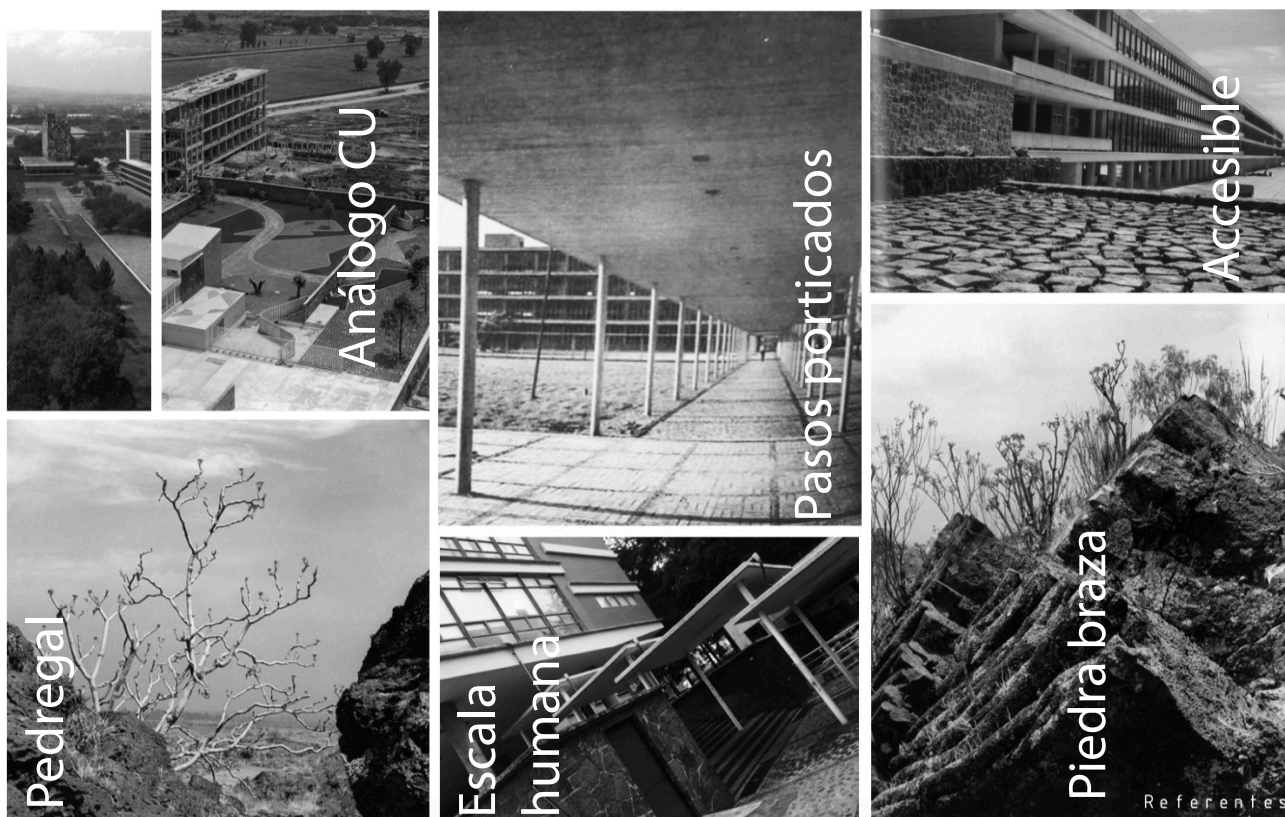 Análogo CU
Pasos porticados
Accesible
Pedregal
Escala
humana
Piedra braza
Referentes